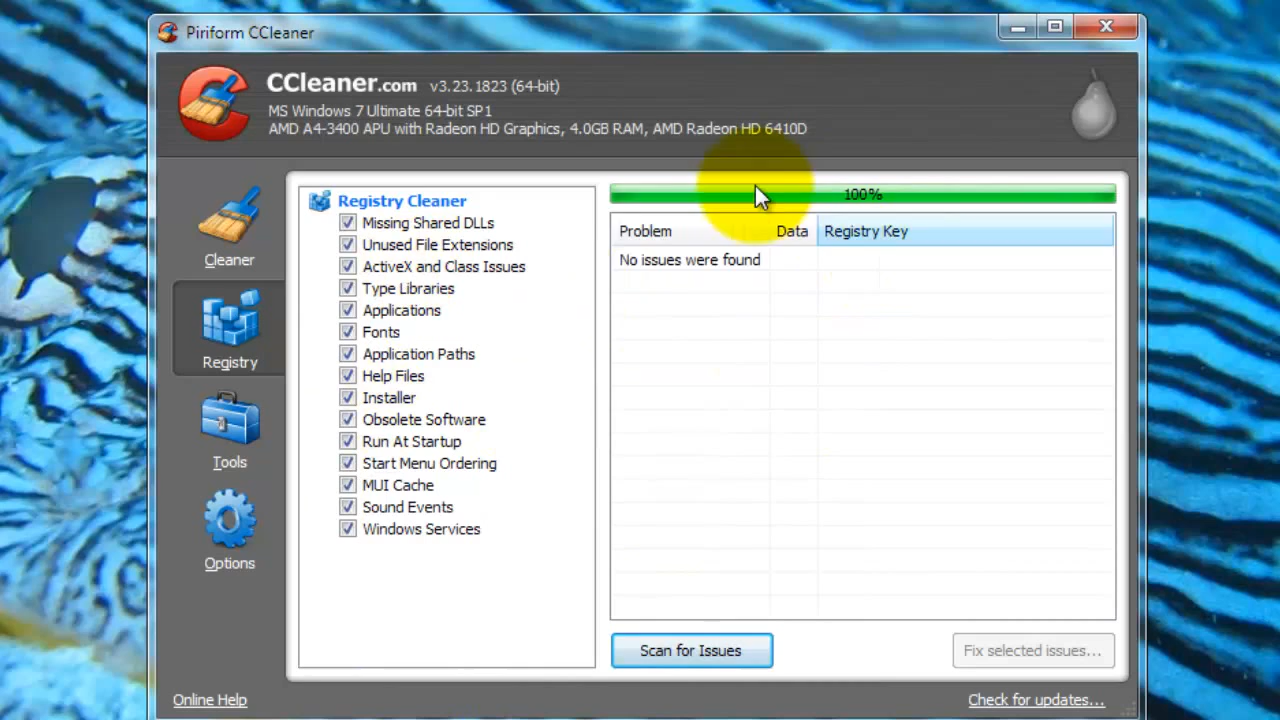 Piriform CCleaner
CCleaner.com v3.23.1823 (64-bit)
MS Windows 7 Ultimate 64-bit SP1
AMD A4-3400 APU with Radeon HD Graphics, 4.0GB RAM, AMD Radeon HD 6410D
Cleaner
Registry
Tools
Options
Registry Cleaner
Missing Shared DLLs
Unused File Extensions
ActiveX and Class Issues
Type Libraries
Applications
Fonts
Application Paths
Help Files
Installer
Obsolete Software
Run At Startup
Start Menu Ordering
MUI Cache
Sound Events
Windows Services
100%
Problem Data Registry Key
No issues were found
Scan for Issues Fix selected issues...
Online Help Check for updates...